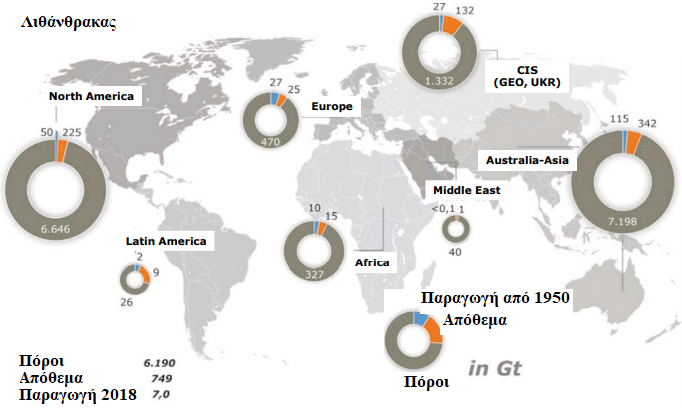 Λιθάνθρακας
27 132
1.332
CIS
(GEO, UKR)
North America
50 225
6.646
27 25
Europe
470
115 342
Australia-Asia
7.198
Middle East
<0,1 1
40
10 15
Africa
327
Latin America
2
9
26
Παραγωγή από 1950
Απόθεμα
Πόροι
in Gt
Πόροι 6.190
Απόθεμα 749
Παραγωγή 2018 7,0